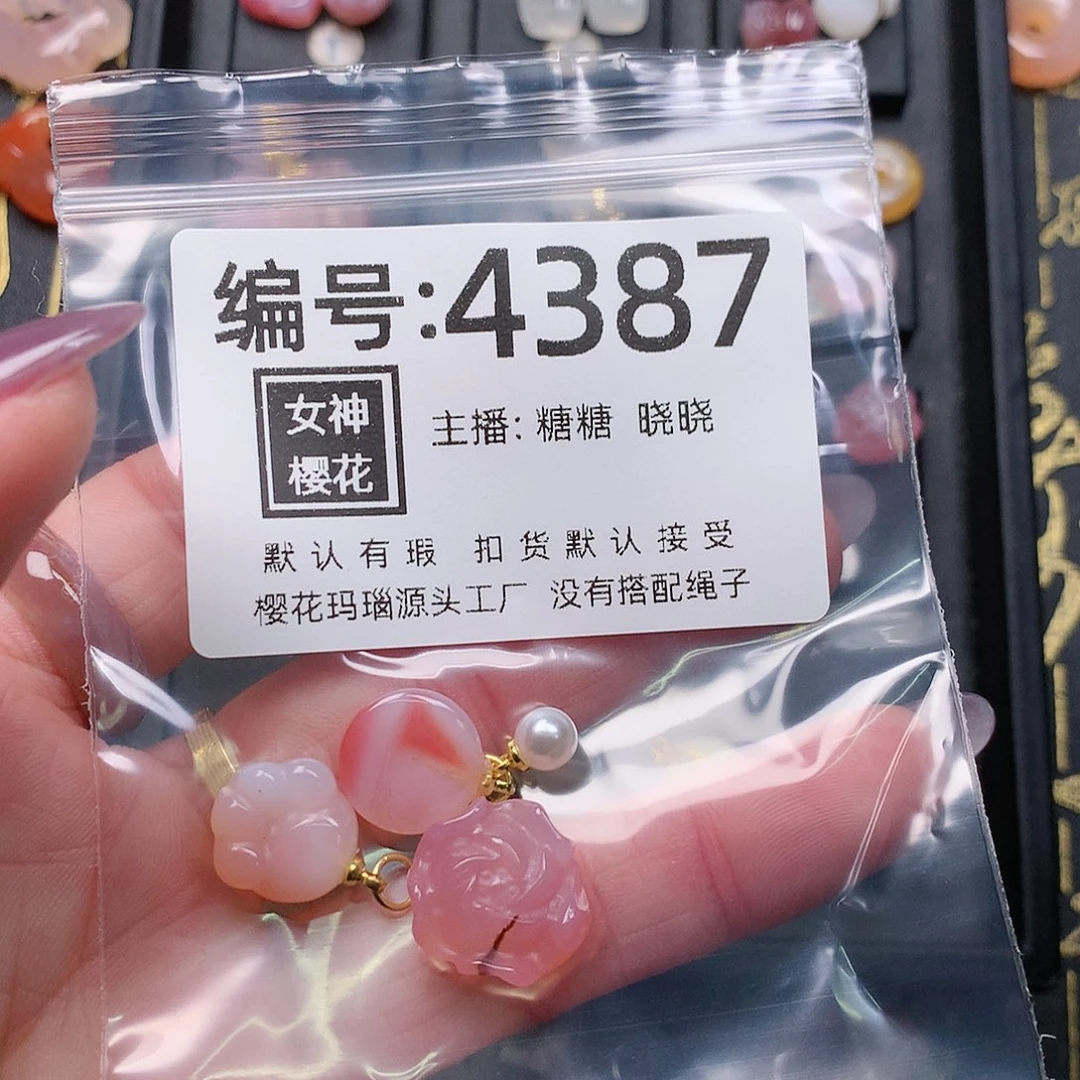 编号:4387
女神
樱花
主播: 糖糖 晓晓
默认有瑕 扣货默认接受
樱花玛瑙源头工厂 没有搭配绳子